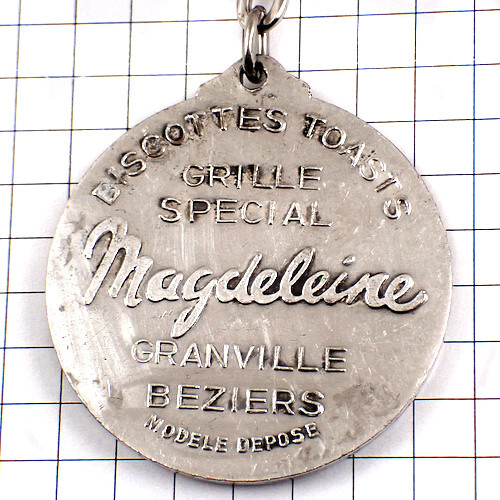 BISCOTTES TOASTS
GRILLE
SPECIAL
Magdeleine
GRANVILLE
BEZIERS
MODELE DEPOSE